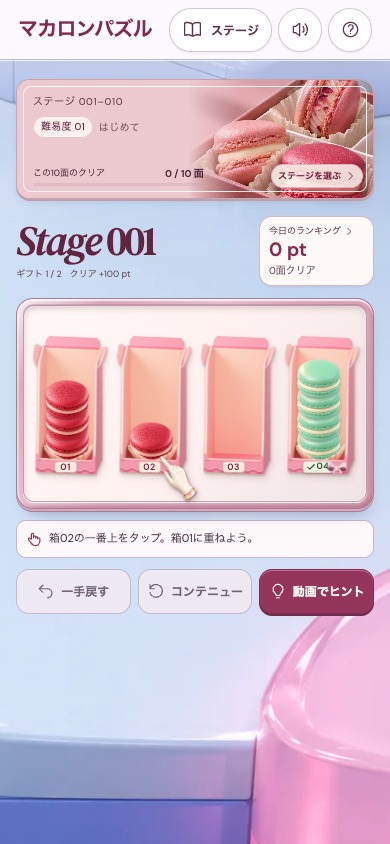 マカロンパズル
ステージ
ステージ 001–010
難易度 01 はじめて
この10面のクリア 0 / 10 面
ステージを選ぶ
Stage 001
ギフト 1 / 2 クリア +100 pt
今日のランキング
0 pt
0面クリア
01 02 03 04
箱02の一番上をタップ。箱01に重ねよう。
一手戻す コンテニュー 動画でヒント